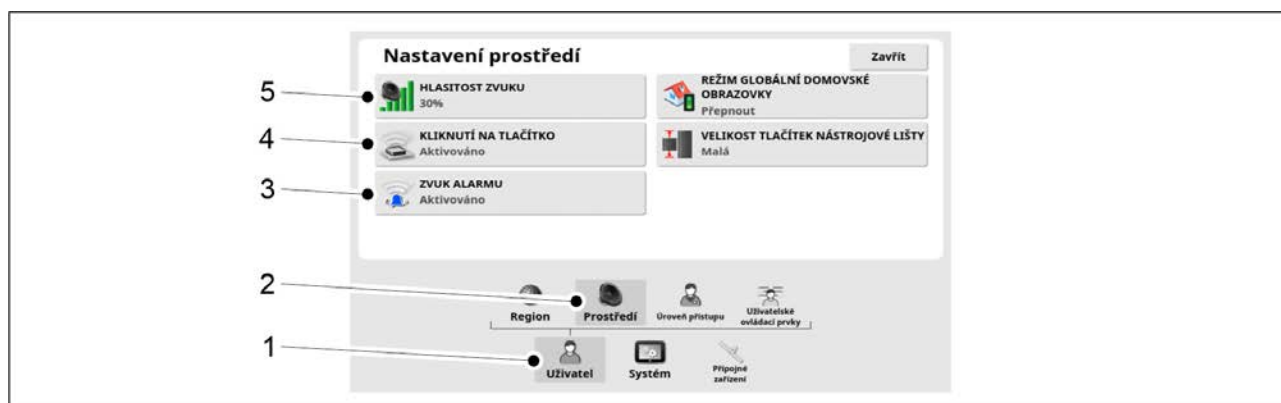 Nastavení prostředí
Zavřít
5
HLASITOST ZVUKU
30%
REŽIM GLOBÁLNÍ DOMOVSKÉ
OBRAZOVKY
Přepnout
4
KLIKNUTÍ NA TLAČÍTKO
Aktivováno
VELIKOST TLAČÍTEK NÁSTROJOVÉ LIŠTY
Malá
3
ZVUK ALARMU
Aktivováno
2
Region
Prostředí
Úroveň přístupu
Uživatelské
ovládací prvky
1
Uživatel
Systém
Přípojné
zařízení